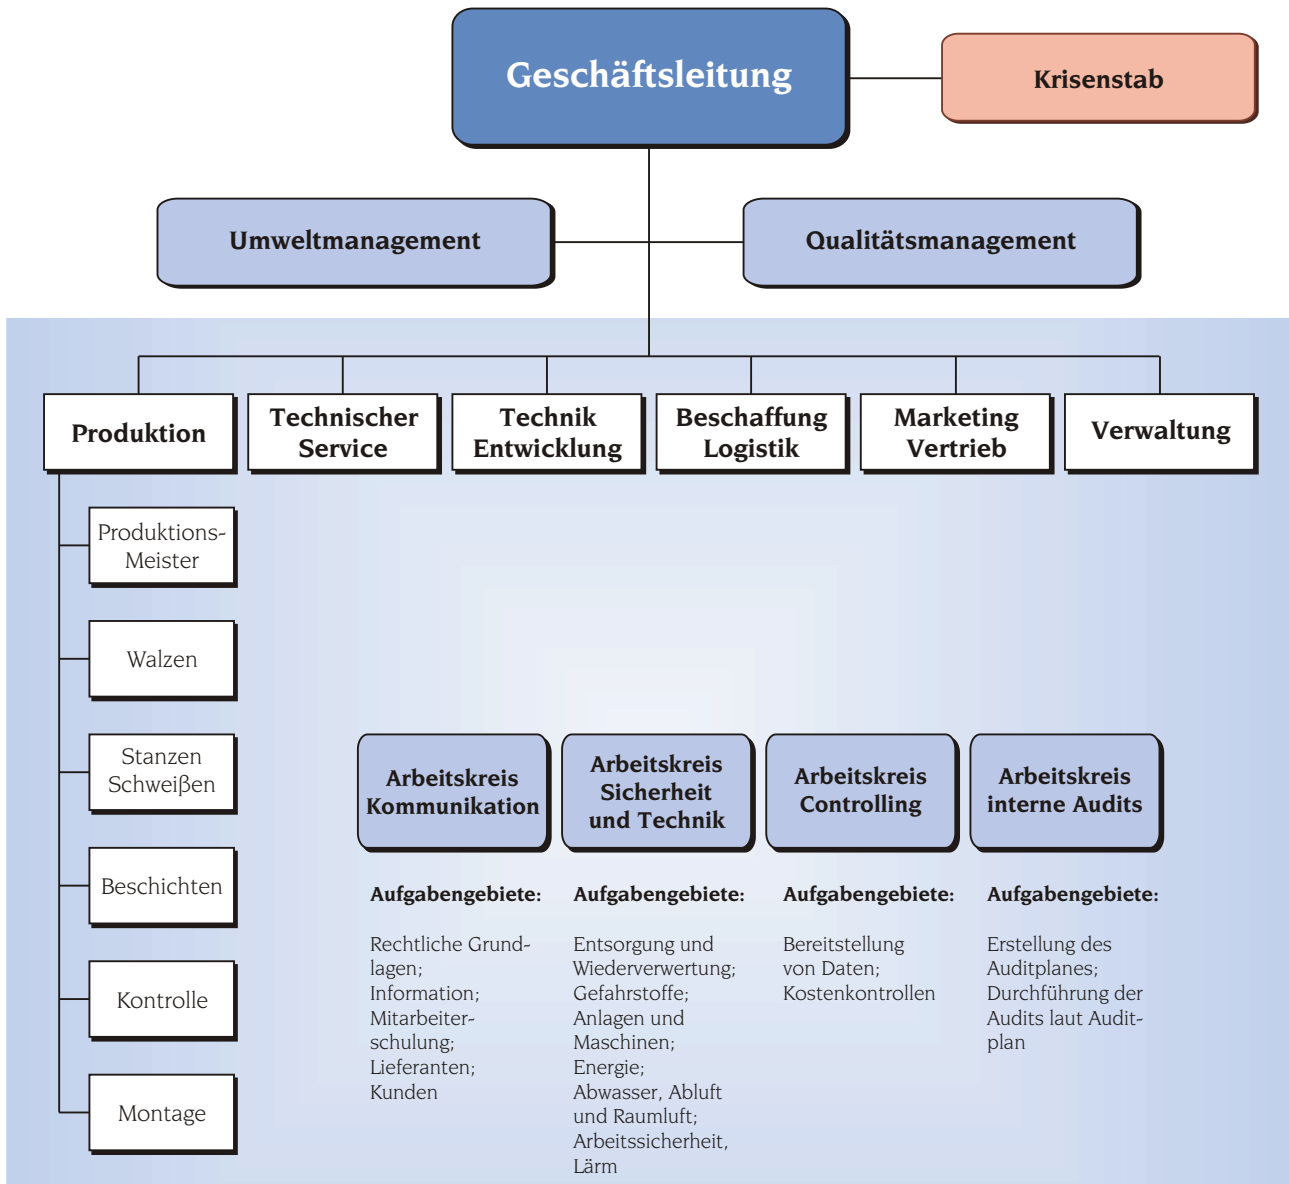 Geschäftsleitung
Krisenstab
Umweltmanagement
Qualitätsmanagement
Produktion
Technischer
Service
Technik
Entwicklung
Beschaffung
Logistik
Marketing
Vertrieb
Verwaltung
Produktions-
Meister
Walzen
Stanzen
Schweißen
Beschichten
Kontrolle
Montage
Arbeitskreis
Kommunikation
Aufgabengebiete:
Rechtliche Grund-
lagen;
Information;
Mitarbeiter-
schulung;
Lieferanten;
Kunden
Arbeitskreis
Sicherheit
und Technik
Aufgabengebiete:
Entsorgung und
Wiederverwertung;
Gefahrstoffe;
Anlagen und
Maschinen;
Energie;
Abwasser, Abluft
und Raumluft;
Arbeitssicherheit,
Lärm
Arbeitskreis
Controlling
Aufgabengebiete:
Bereitstellung
von Daten;
Kostenkontrollen
Arbeitskreis
interne Audits
Aufgabengebiete:
Erstellung des
Auditplanes;
Durchführung der
Audits laut Audit-
plan